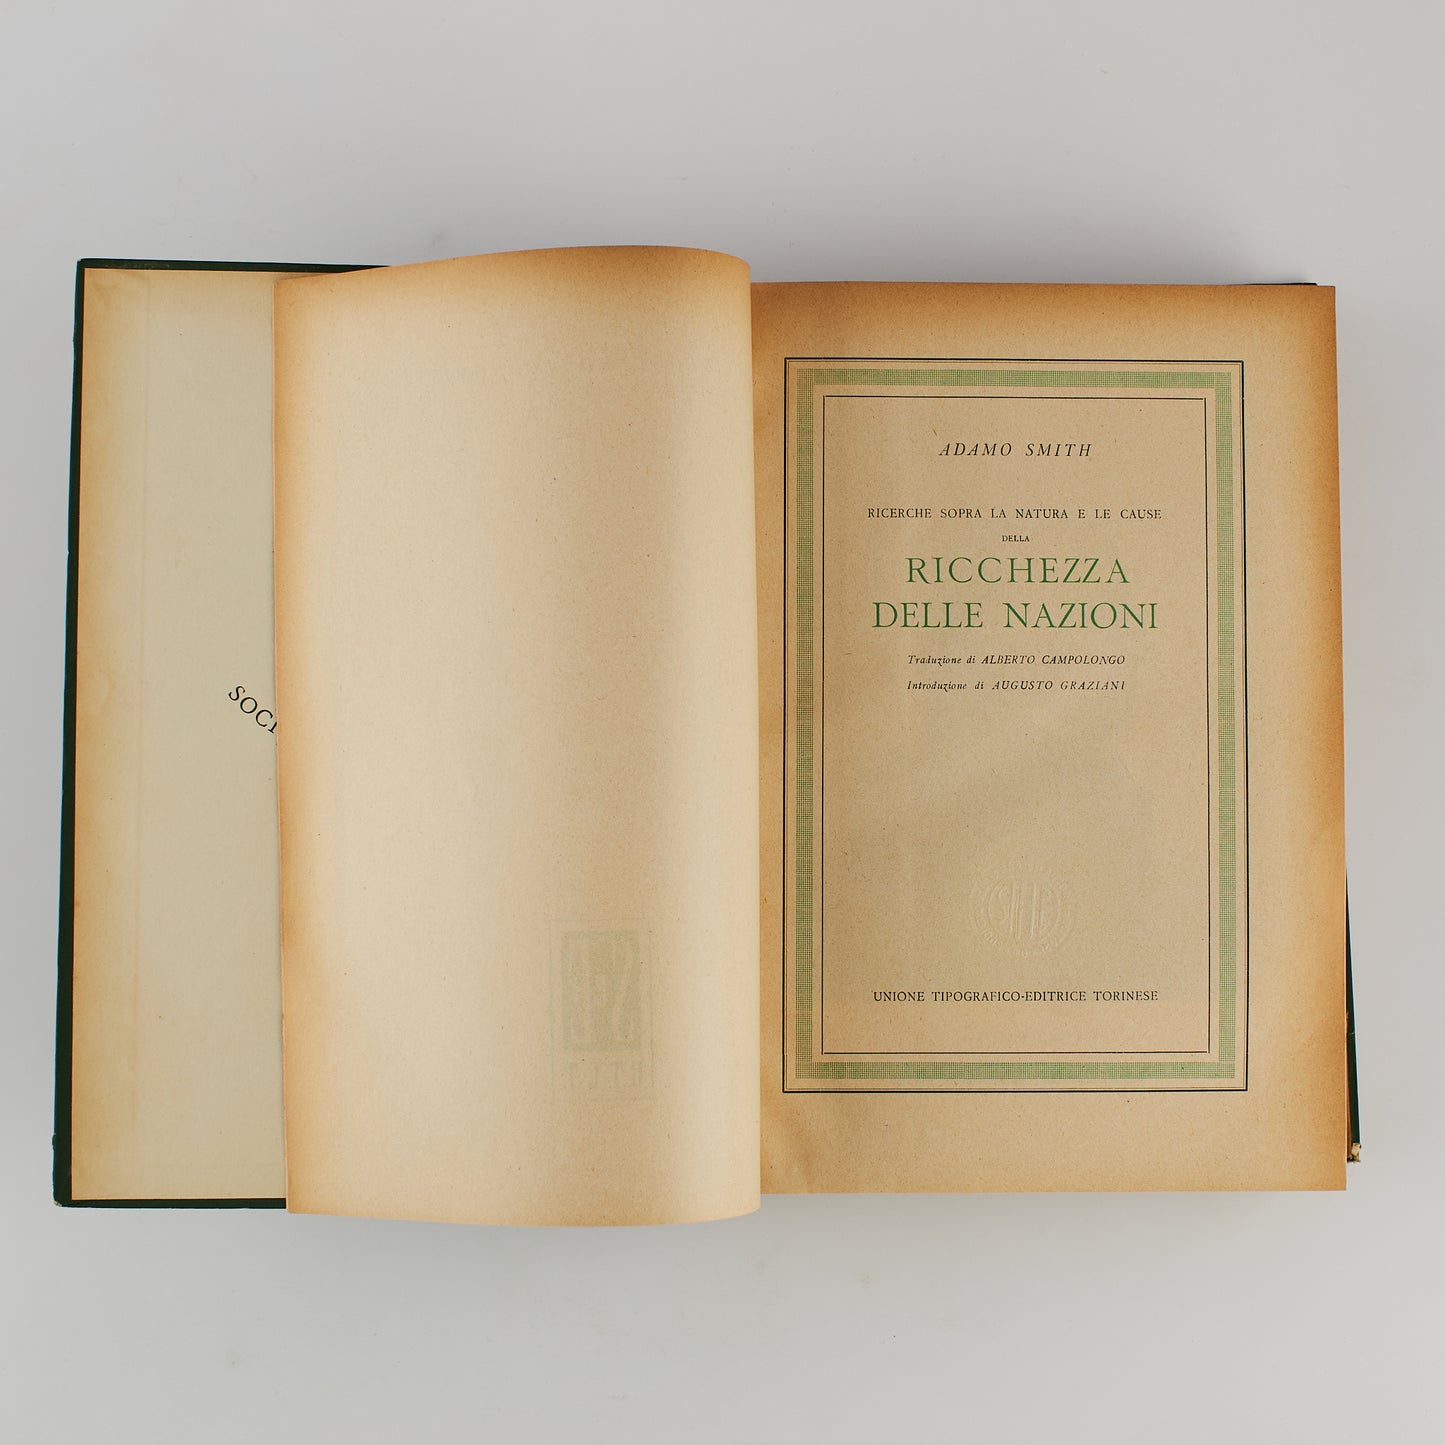 SOCI
ADAMO SMITH
RICERCHE SOPRA LA NATURA E LE CAUSE
DELLA
RICCHEZZA
DELLE NAZIONI
Traduzione di ALBERTO CAMPOLONGO
Introduzione di AUGUSTO GRAZIANI
UNIONE TIPOGRAFICO-EDITRICE TORINESE